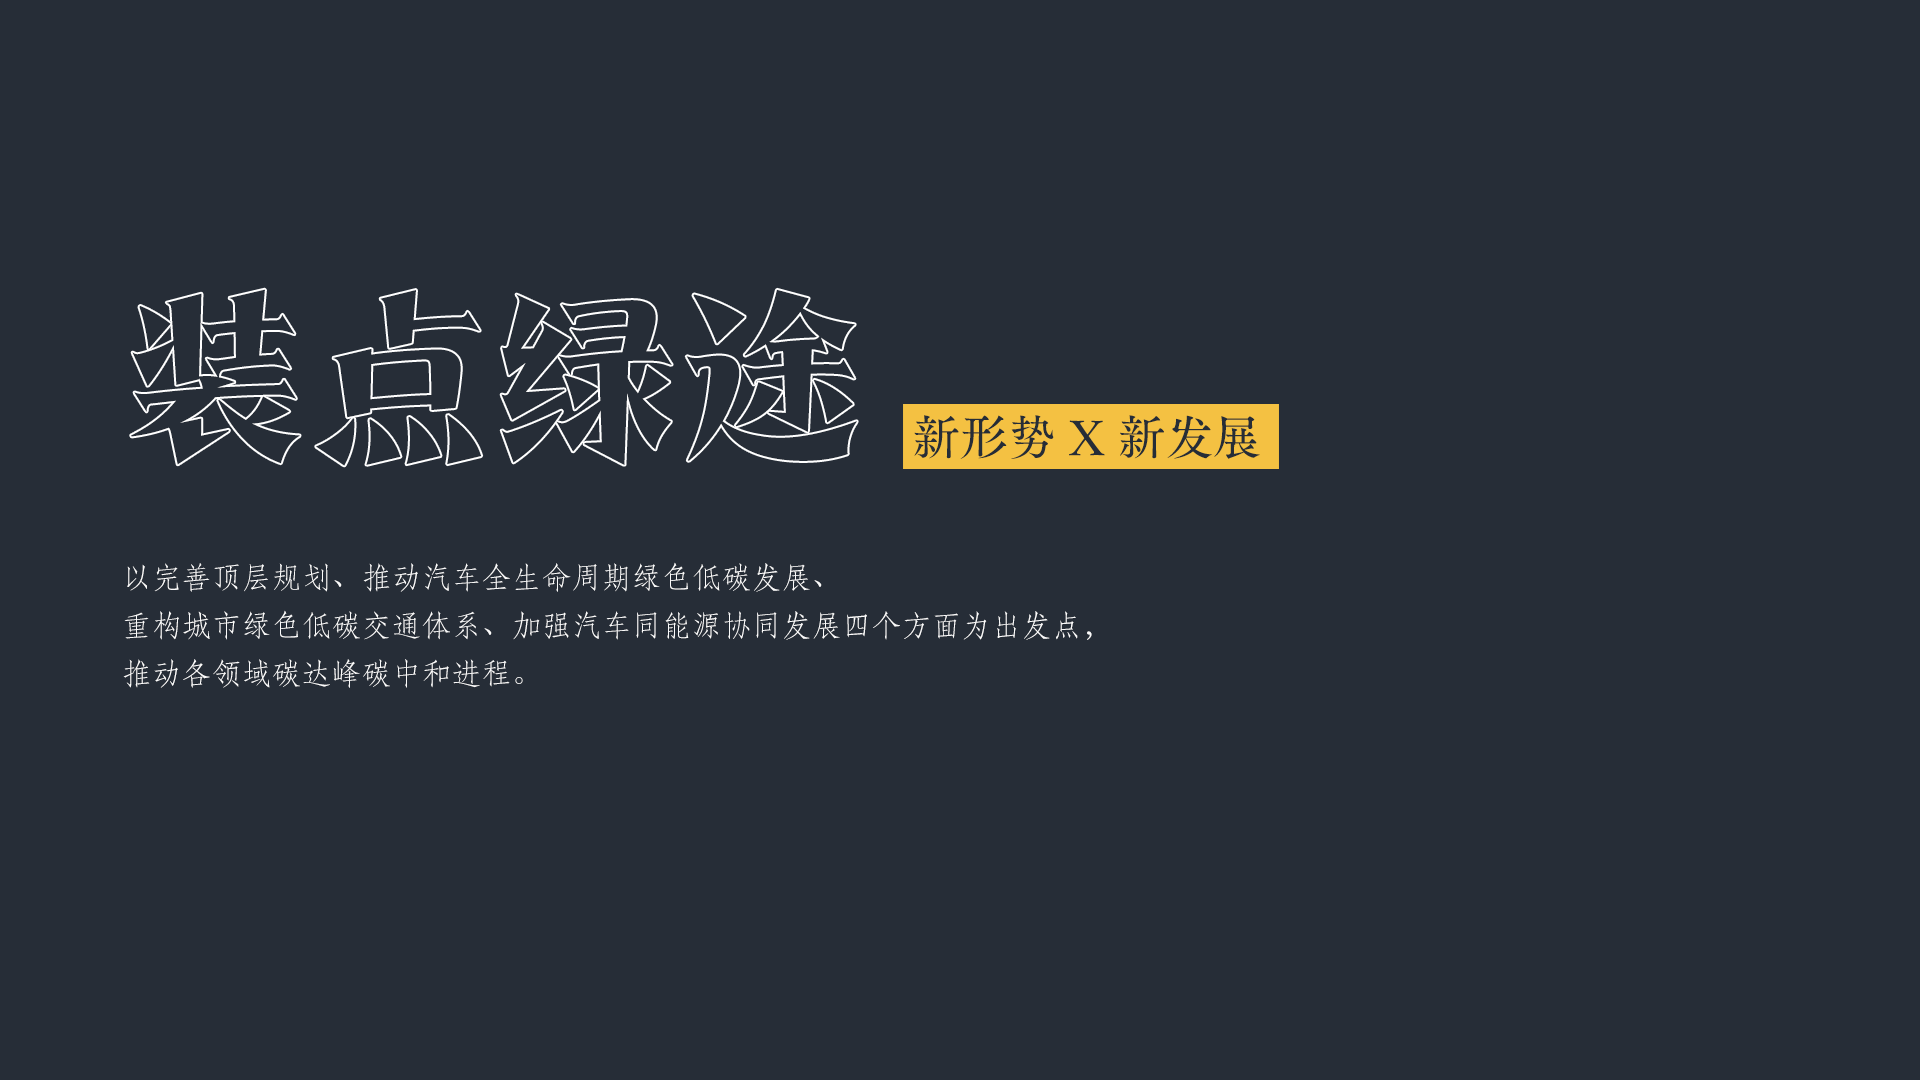 装点绿途
新形势 X 新发展
以完善顶层规划、推动汽车全生命周期绿色低碳发展、
重构城市绿色低碳交通体系、加强汽车同能源协同发展四个方面为出发点，
推动各领域碳达峰碳中和进程。